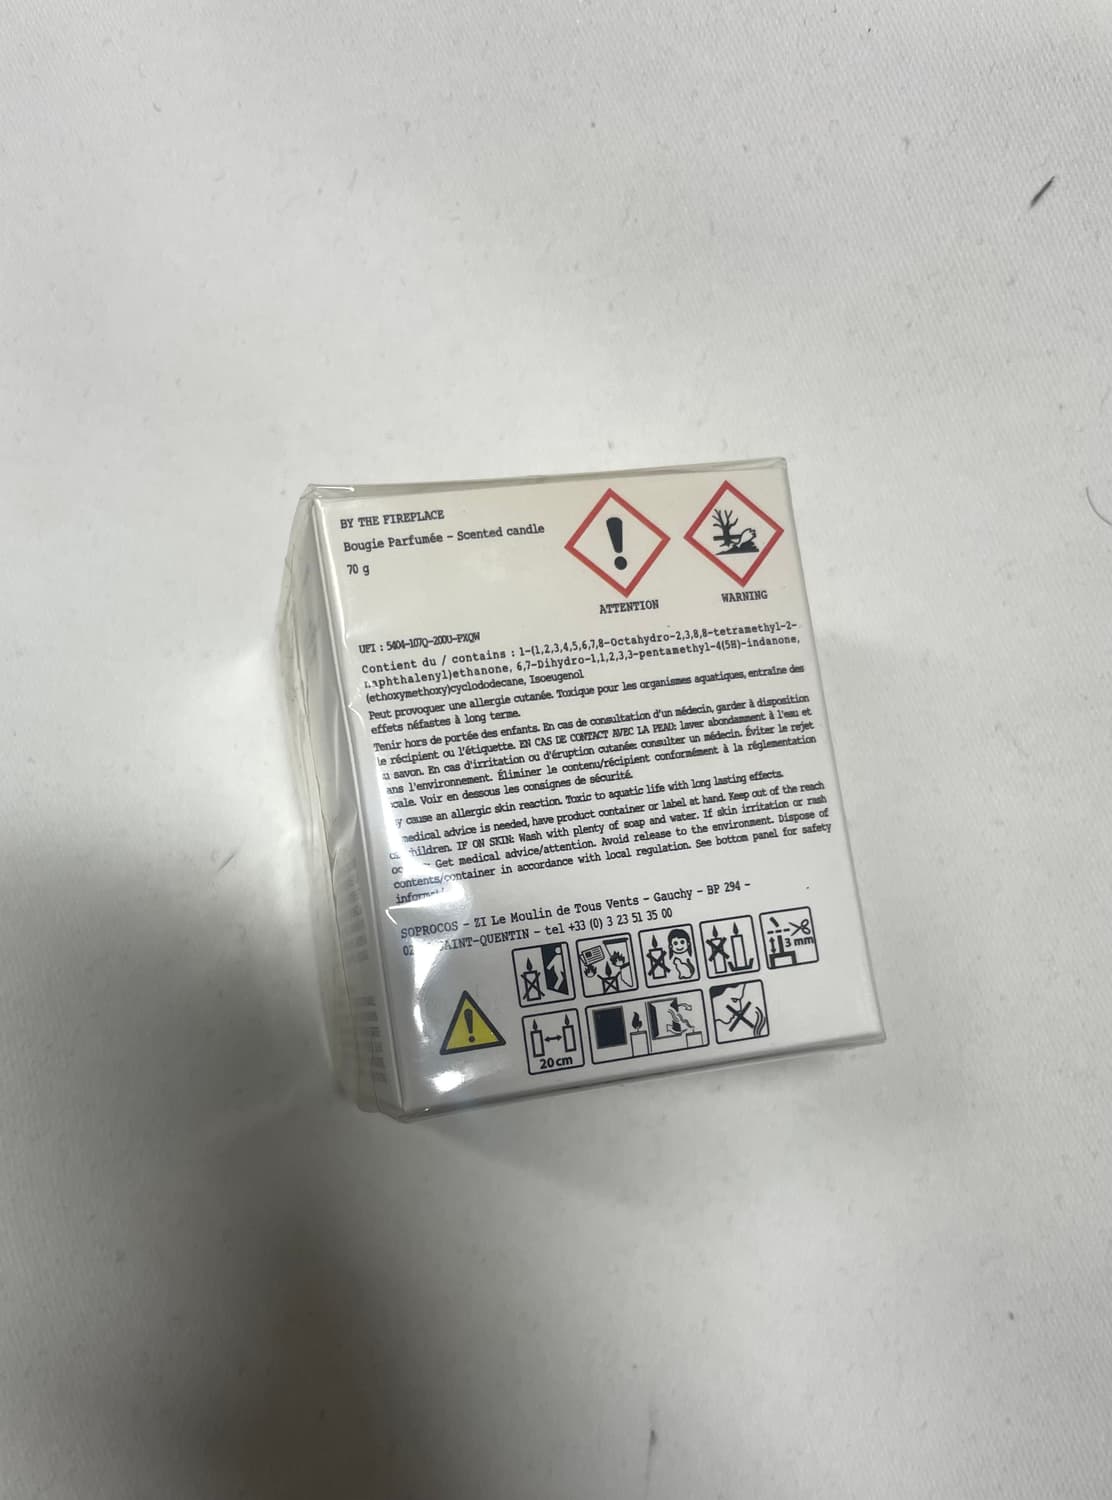 BY THE FIREPLACE
Bougie Parfumée - Scented candle
70 g
ATTENTION
WARNING
UFI : 5404-107Q-200U-PXQW
Contient du / contains : 1-(1,2,3,4,5,6,7,8-Octahydro-2,3,8,8-tetramethyl-2-
naphthalenyl)ethanone, 6,7-Dihydro-1,1,2,3,3-pentamethyl-4(5H)-indanone,
(ethoxymethoxy)cyclododecane, Isoeugenol
Peut provoquer une allergie cutanée. Toxique pour les organismes aquatiques, entraîne des
effets néfastes à long terme.
Tenir hors de portée des enfants. En cas de consultation d'un médecin, garder à disposition
le récipient ou l'étiquette. EN CAS DE CONTACT AVEC LA PEAU: laver abondamment à l'eau et
au savon. En cas d'irritation ou d'éruption cutanée: consulter un médecin. Éviter le rejet
dans l'environnement. Éliminer le contenu/récipient conformément à la réglementation
locale. Voir en dessous les consignes de sécurité.
cause an allergic skin reaction. Toxic to aquatic life with long lasting effects.
medical advice is needed, have product container or label at hand. Keep out of the reach
children. IF ON SKIN: Wash with plenty of soap and water. If skin irritation or rash
Get medical advice/attention. Avoid release to the environment. Dispose of
contents/container in accordance with local regulation. See bottom panel for safety
SOPROCOS - ZI Le Moulin de Tous Vents - Gauchy - BP 294 -
SAINT-QUENTIN - tel +33 (0) 3 23 51 35 00
3 mm
20 cm